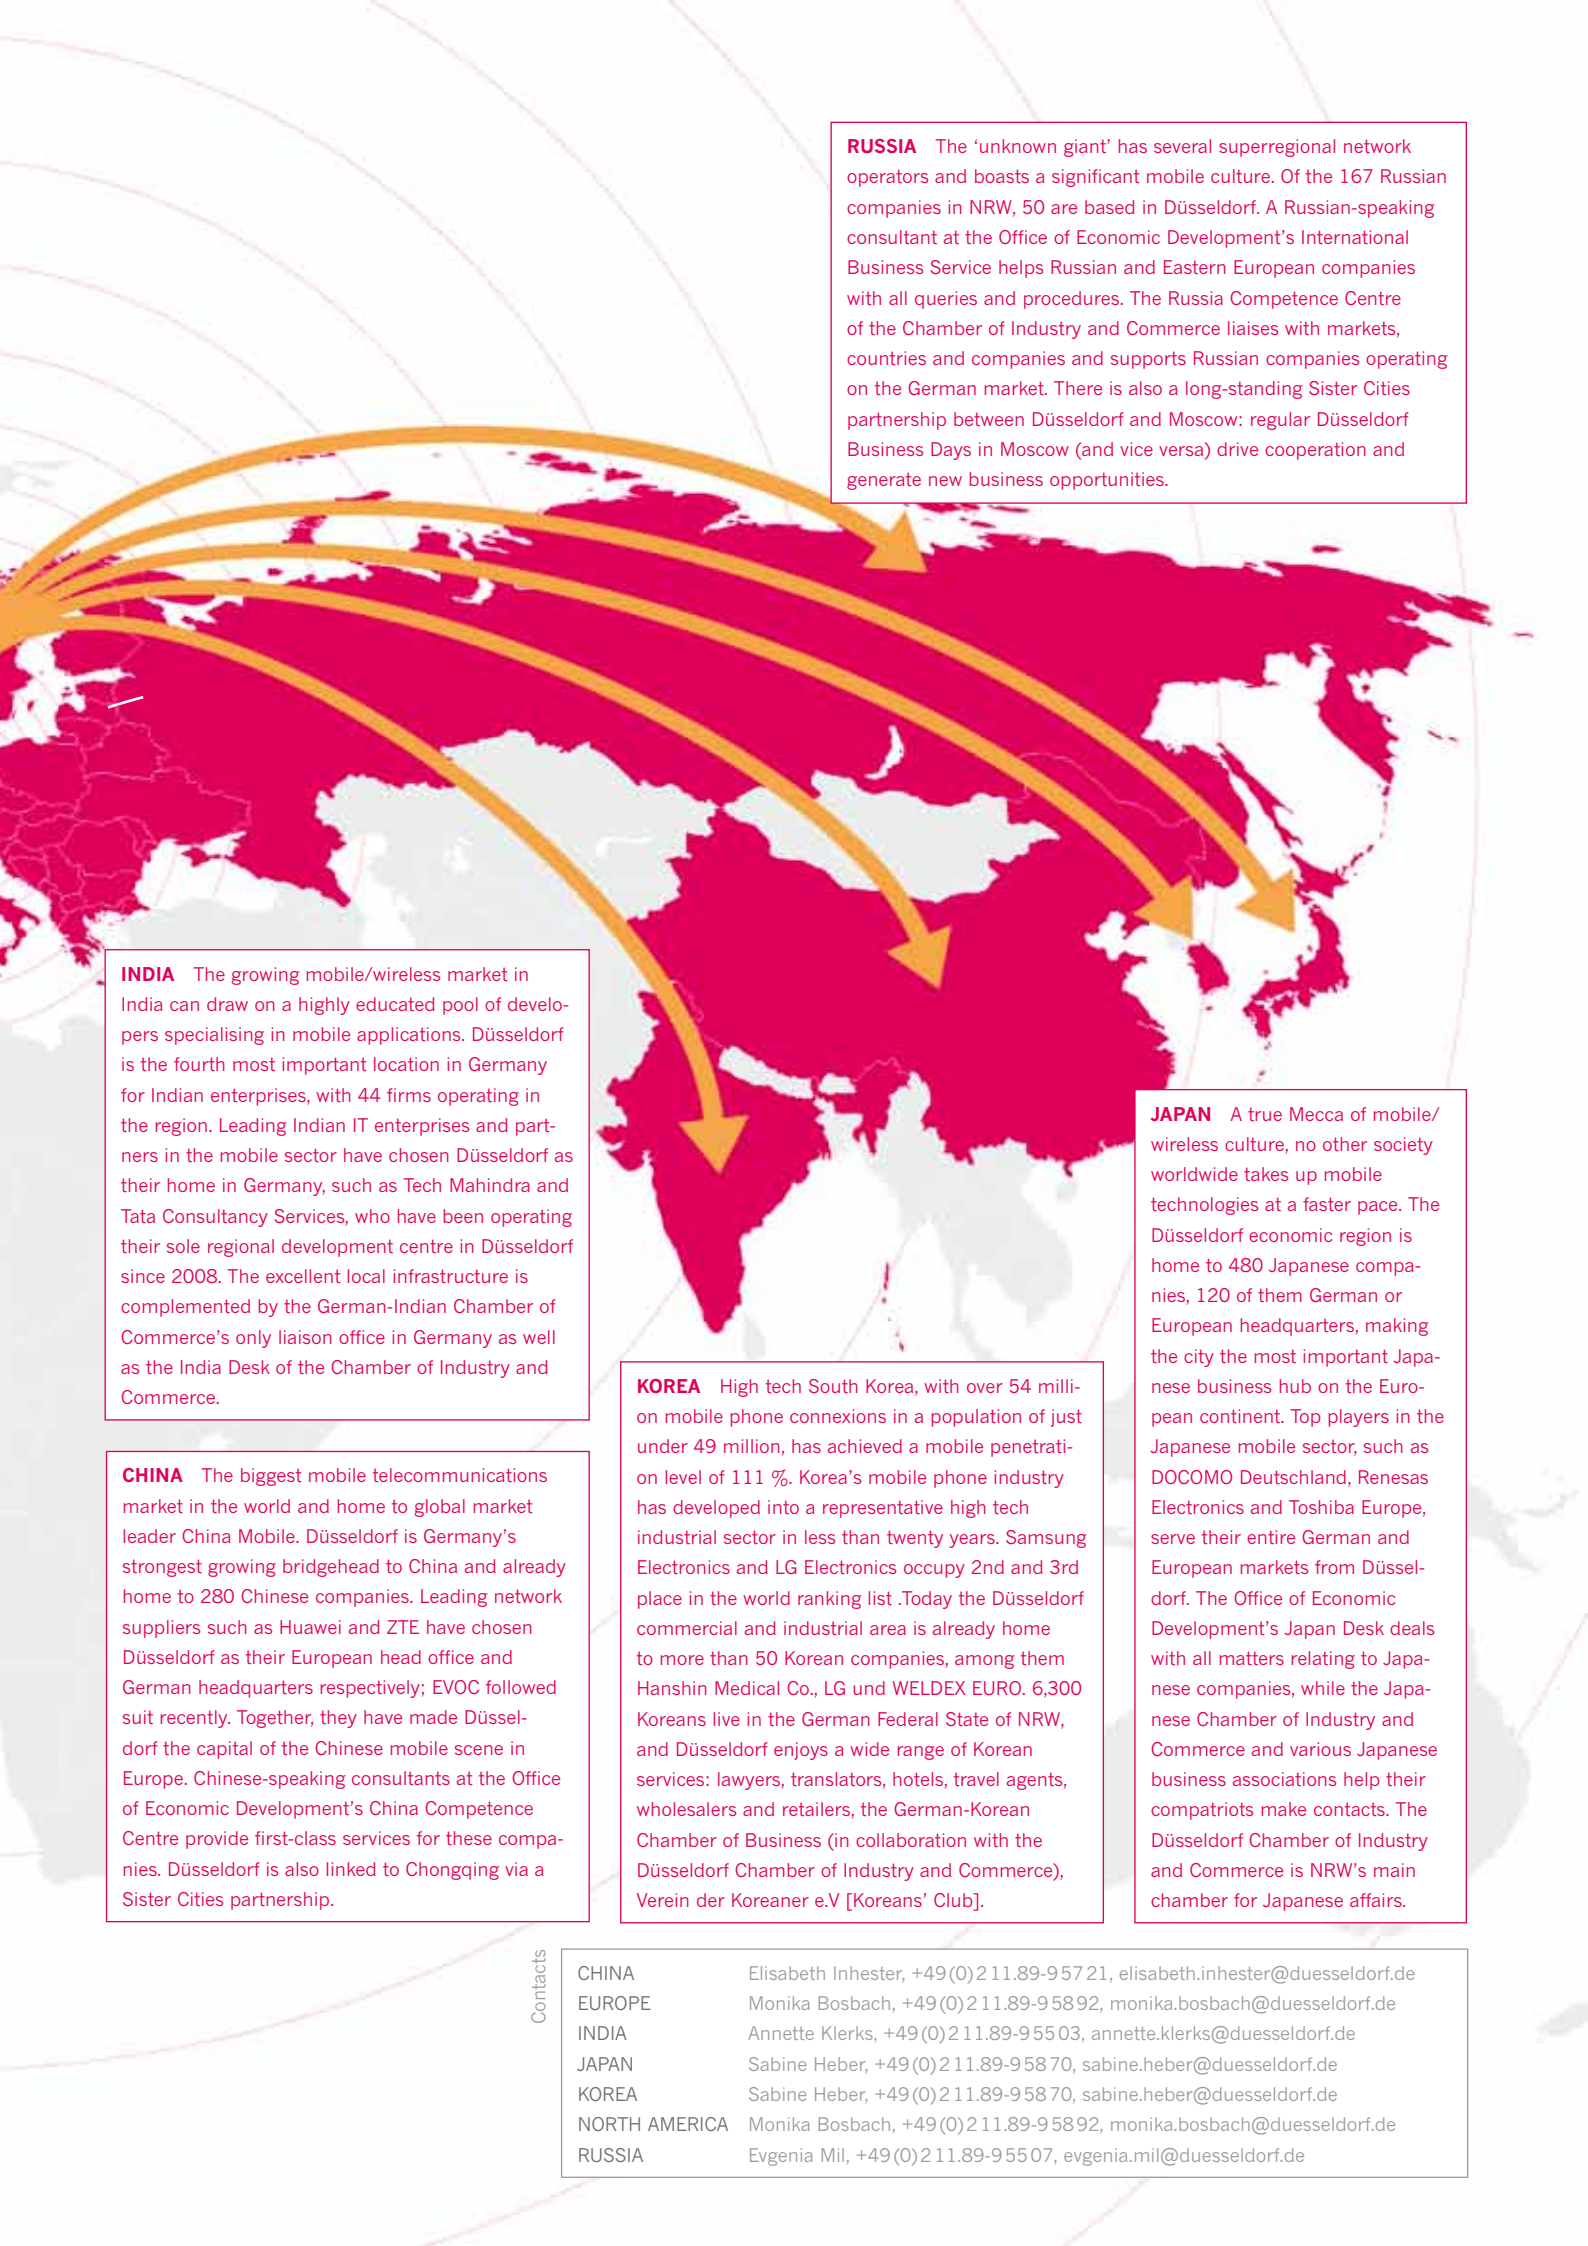 RUSSIA The ‘unknown giant’ has several superregional network
operators and boasts a significant mobile culture. Of the 167 Russian
companies in NRW, 50 are based in Düsseldorf. A Russian-speaking
consultant at the Office of Economic Development’s International
Business Service helps Russian and Eastern European companies
with all queries and procedures. The Russia Competence Centre
of the Chamber of Industry and Commerce liaises with markets,
countries and companies and supports Russian companies operating
on the German market. There is also a long-standing Sister Cities
partnership between Düsseldorf and Moscow: regular Düsseldorf
Business Days in Moscow (and vice versa) drive cooperation and
generate new business opportunities.
INDIA The growing mobile/wireless market in
India can draw on a highly educated pool of develo-
pers specialising in mobile applications. Düsseldorf
is the fourth most important location in Germany
for Indian enterprises, with 44 firms operating in
the region. Leading Indian IT enterprises and part-
ners in the mobile sector have chosen Düsseldorf as
their home in Germany, such as Tech Mahindra and
Tata Consultancy Services, who have been operating
their sole regional development centre in Düsseldorf
since 2008. The excellent local infrastructure is
complemented by the German-Indian Chamber of
Commerce’s only liaison office in Germany as well
as the India Desk of the Chamber of Industry and
Commerce.
CHINA The biggest mobile telecommunications
market in the world and home to global market
leader China Mobile. Düsseldorf is Germany’s
strongest growing bridgehead to China and already
home to 280 Chinese companies. Leading network
suppliers such as Huawei and ZTE have chosen
Düsseldorf as their European head office and
German headquarters respectively; EVOC followed
suit recently. Together, they have made Düssel-
dorf the capital of the Chinese mobile scene in
Europe. Chinese-speaking consultants at the Office
of Economic Development’s China Competence
Centre provide first-class services for these compa-
nies. Düsseldorf is also linked to Chongqing via a
Sister Cities partnership.
KOREA High tech South Korea, with over 54 milli-
on mobile phone connexions in a population of just
under 49 million, has achieved a mobile penetrati-
on level of 111 %. Korea’s mobile phone industry
has developed into a representative high tech
industrial sector in less than twenty years. Samsung
Electronics and LG Electronics occupy 2nd and 3rd
place in the world ranking list .Today the Düsseldorf
commercial and industrial area is already home
to more than 50 Korean companies, among them
Hanshin Medical Co., LG und WELDEX EURO. 6,300
Koreans live in the German Federal State of NRW,
and Düsseldorf enjoys a wide range of Korean
services: lawyers, translators, hotels, travel agents,
wholesalers and retailers, the German-Korean
Chamber of Business (in collaboration with the
Düsseldorf Chamber of Industry and Commerce),
Verein der Koreaner e.V [Koreans’ Club].
JAPAN A true Mecca of mobile/
wireless culture, no other society
worldwide takes up mobile
technologies at a faster pace. The
Düsseldorf economic region is
home to 480 Japanese compa-
nies, 120 of them German or
European headquarters, making
the city the most important Japa-
nese business hub on the Euro-
pean continent. Top players in the
Japanese mobile sector, such as
DOCOMO Deutschland, Renesas
Electronics and Toshiba Europe,
serve their entire German and
European markets from Düssel-
dorf. The Office of Economic
Development’s Japan Desk deals
with all matters relating to Japa-
nese companies, while the Japa-
nese Chamber of Industry and
Commerce and various Japanese
business associations help their
compatriots make contacts. The
Düsseldorf Chamber of Industry
and Commerce is NRW’s main
chamber for Japanese affairs.
Contacts
CHINA Elisabeth Inhester, +49(0)211.89-95721, elisabeth.inhester@duesseldorf.de
EUROPE Monika Bosbach, +49(0)211.89-95892, monika.bosbach@duesseldorf.de
INDIA Annette Klerks, +49(0)211.89-95503, annette.klerks@duesseldorf.de
JAPAN Sabine Heber, +49(0)211.89-95870, sabine.heber@duesseldorf.de
KOREA Sabine Heber, +49(0)211.89-95870, sabine.heber@duesseldorf.de
NORTH AMERICA Monika Bosbach, +49(0)211.89-95892, monika.bosbach@duesseldorf.de
RUSSIA Evgenia Mil, +49(0)211.89-95507, evgenia.mil@duesseldorf.de